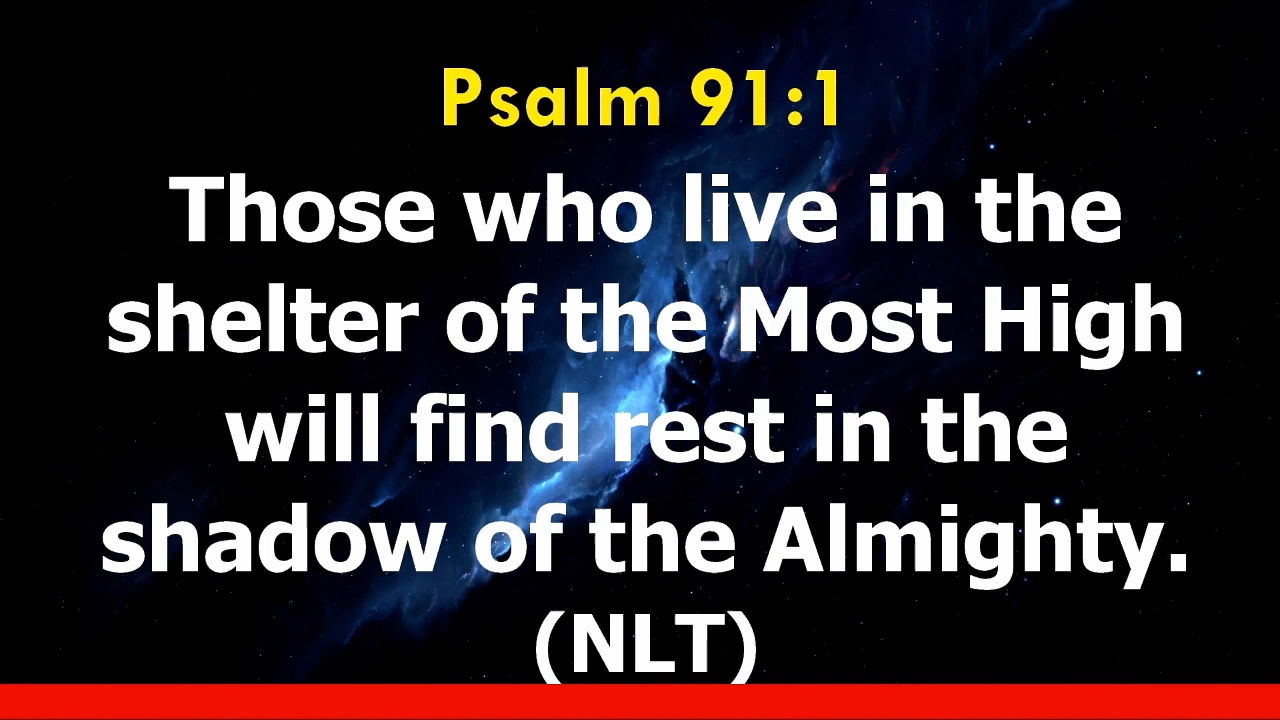 Psalm 91:1
Those who live in the
shelter of the Most High
will find rest in the
shadow of the Almighty.
(NLT)